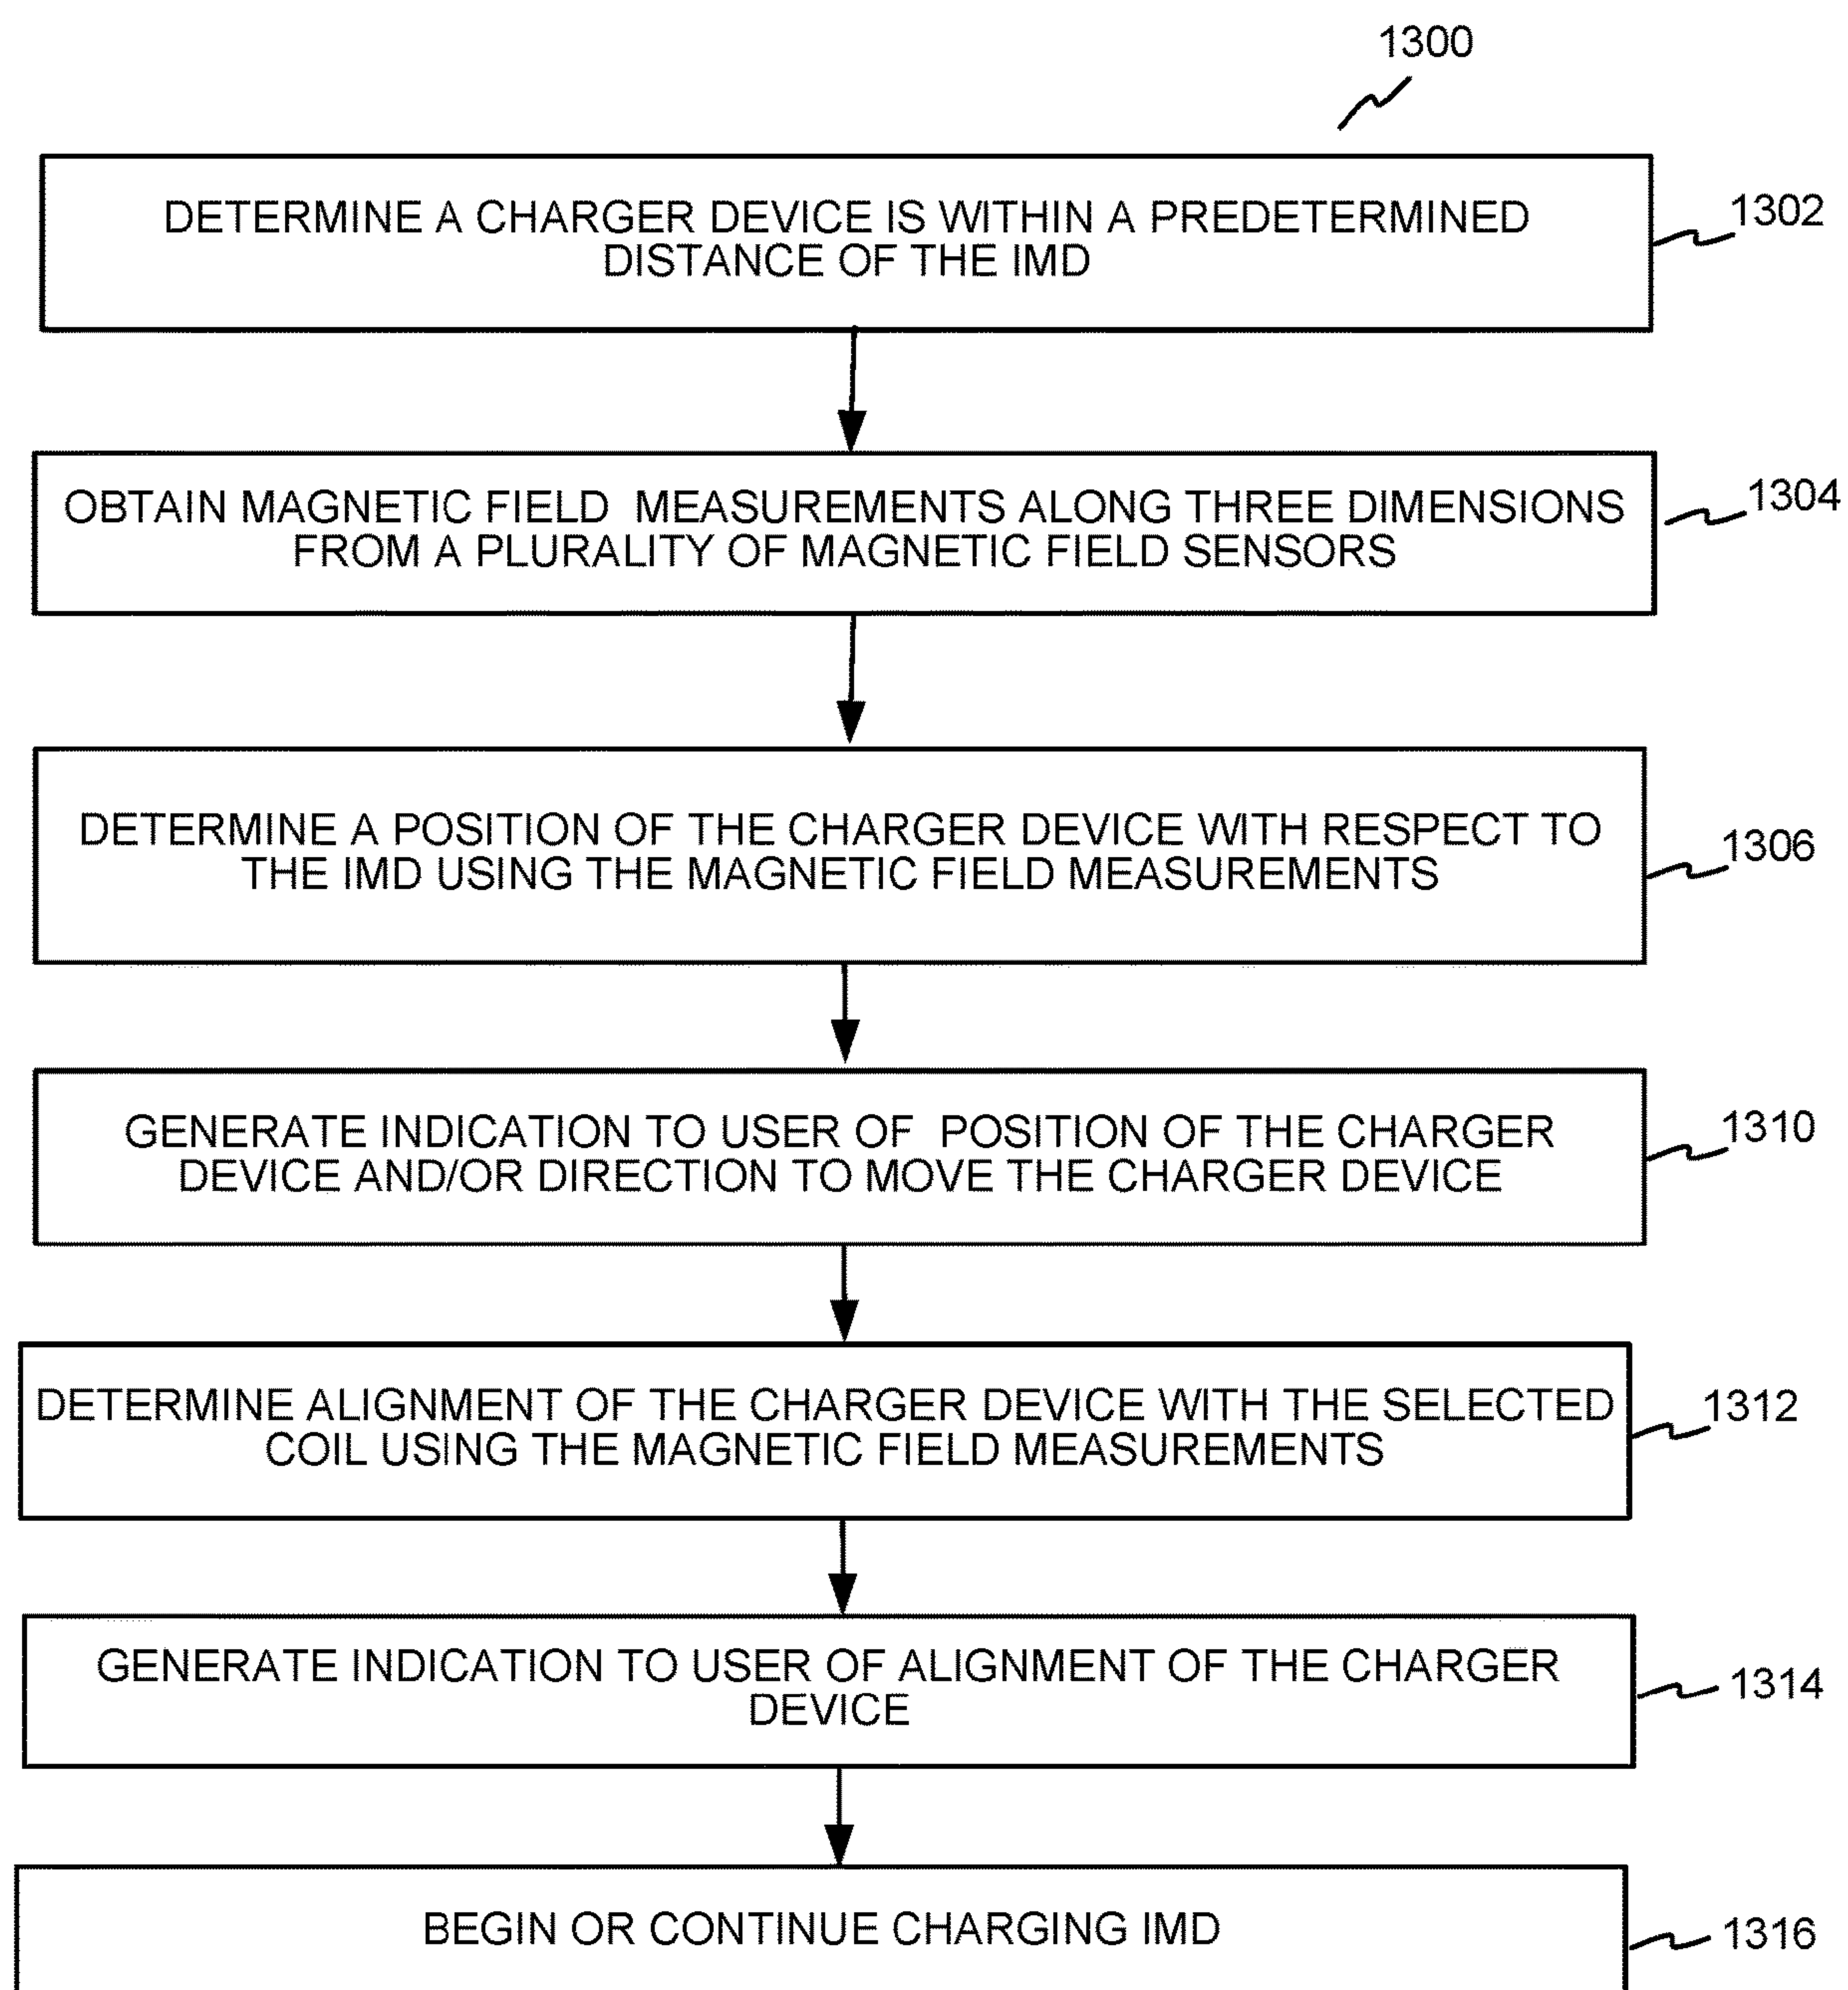 1300
DETERMINE A CHARGER DEVICE IS WITHIN A PREDETERMINED
DISTANCE OF THE IMD
1302
OBTAIN MAGNETIC FIELD MEASUREMENTS ALONG THREE DIMENSIONS
FROM A PLURALITY OF MAGNETIC FIELD SENSORS
1304
DETERMINE A POSITION OF THE CHARGER DEVICE WITH RESPECT TO
THE IMD USING THE MAGNETIC FIELD MEASUREMENTS
1306
GENERATE INDICATION TO USER OF POSITION OF THE CHARGER
DEVICE AND/OR DIRECTION TO MOVE THE CHARGER DEVICE
1310
DETERMINE ALIGNMENT OF THE CHARGER DEVICE WITH THE SELECTED
COIL USING THE MAGNETIC FIELD MEASUREMENTS
1312
GENERATE INDICATION TO USER OF ALIGNMENT OF THE CHARGER
DEVICE
1314
BEGIN OR CONTINUE CHARGING IMD
1316